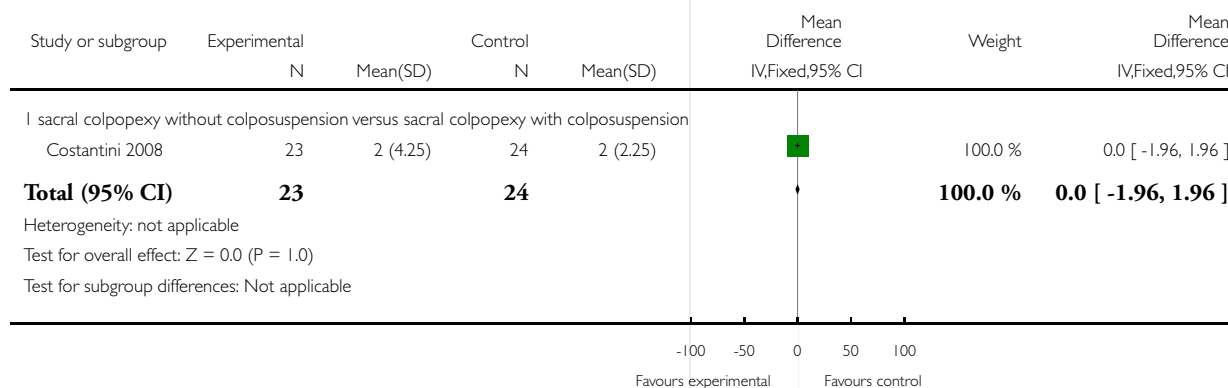 Mean Mean
Study or subgroup Experimental Control Difference Weight Difference
N Mean(SD) N Mean(SD) IV,Fixed,95% CI IV,Fixed,95% CI
1 sacral colpopexy without colposuspension versus sacral colpopexy with colposuspension
Costantini 2008 23 2 (4.25) 24 2 (2.25) 100.0 % 0.0 [ -1.96, 1.96 ]
Total (95% CI) 23 24 100.0 % 0.0 [ -1.96, 1.96 ]
Heterogeneity: not applicable
Test for overall effect: Z = 0.0 (P = 1.0)
Test for subgroup differences: Not applicable
-100 -50 0 50 100
Favours experimental Favours control